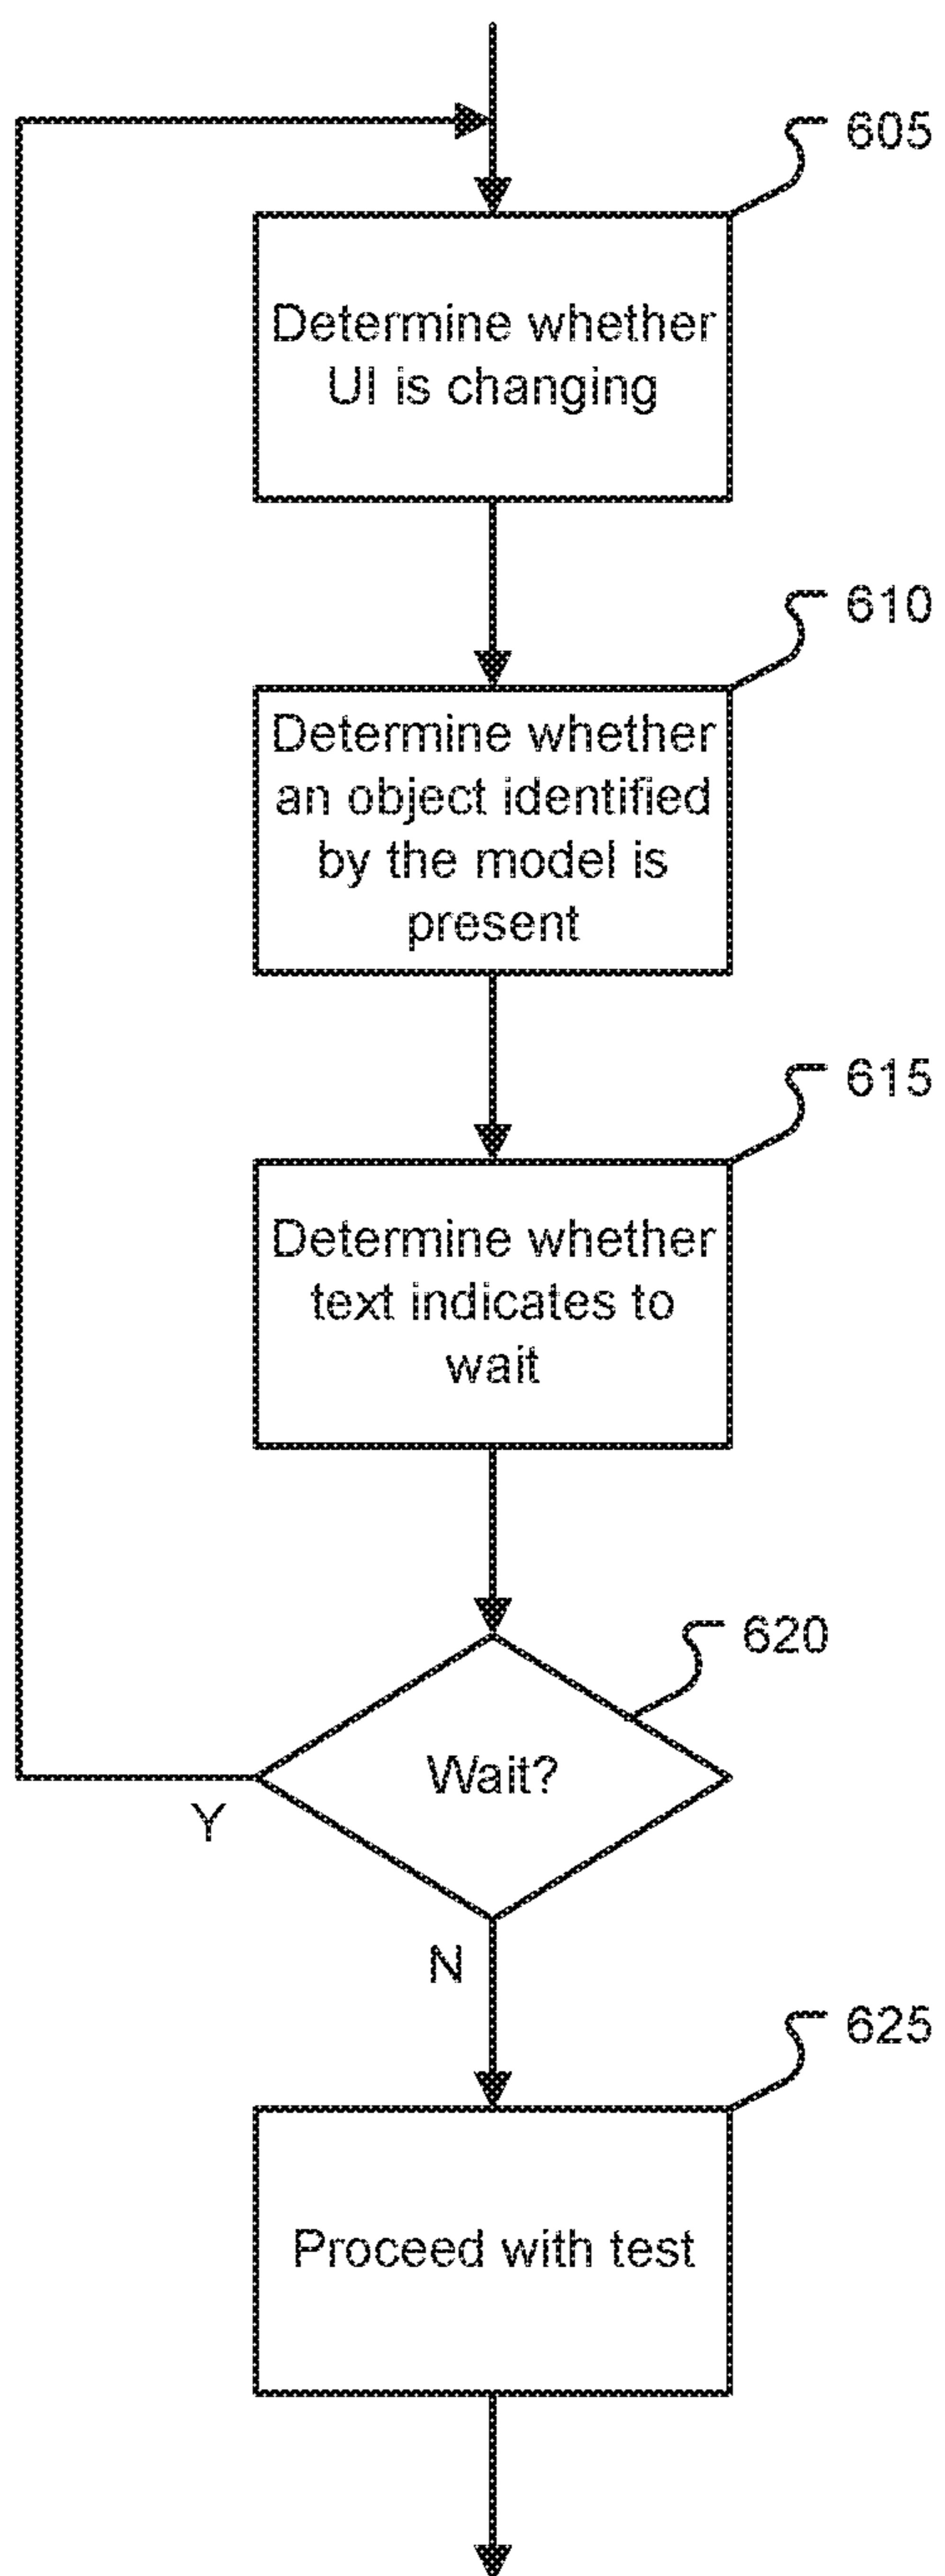 605
Determine whether
UI is changing
610
Determine whether
an object identified
by the model is
present
615
Determine whether
text indicates to
wait
620
Wait?
Y
N
625
Proceed with test